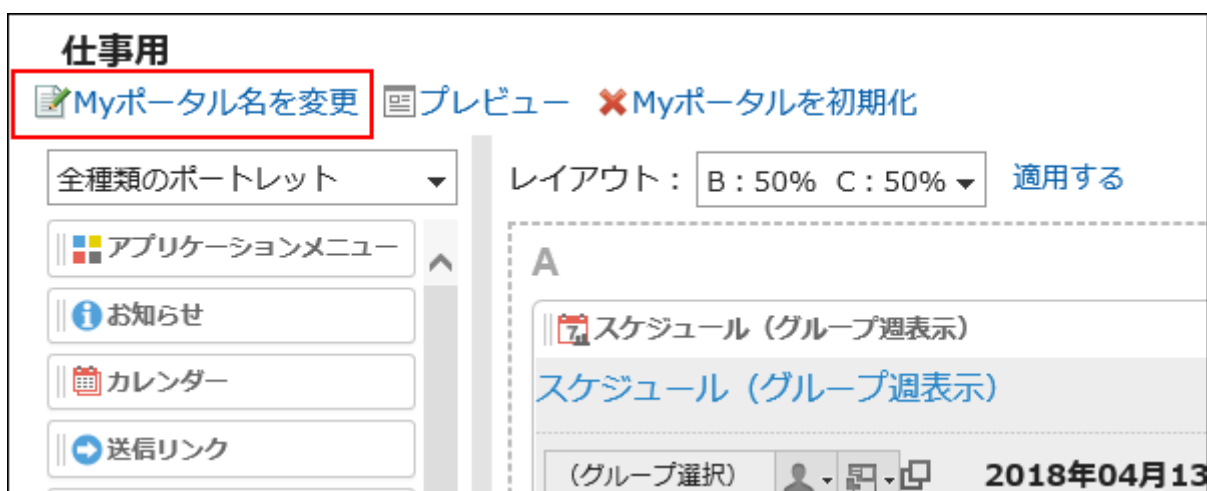 仕事用
Myポータル名を変更 プレビュー Myポータルを初期化
全種類のポートレット
レイアウト： B：50% C：50% 適用する
アプリケーションメニュー
お知らせ
カレンダー
送信リンク
A
7
スケジュール（グループ週表示）
スケジュール（グループ週表示）
（グループ選択）
2018年04月13